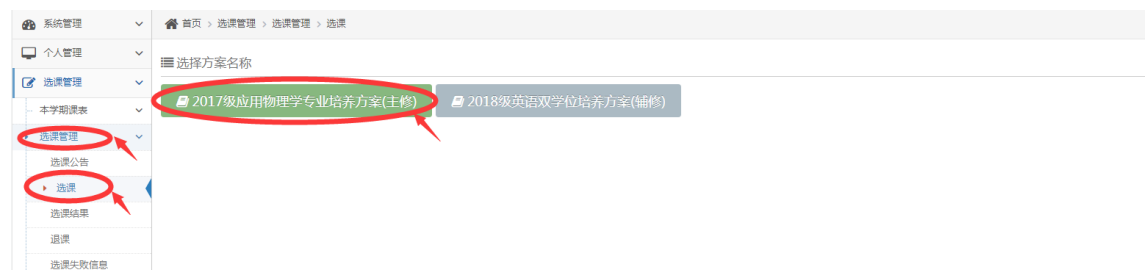 系统管理
首页 > 选课管理 > 选课管理 > 选课
个人管理
选择方案名称
选课管理
2017级应用物理学专业培养方案(主修)
2018级英语双学位培养方案(辅修)
本学期课表
选课管理
选课公告
选课
选课结果
退课
选课失败信息